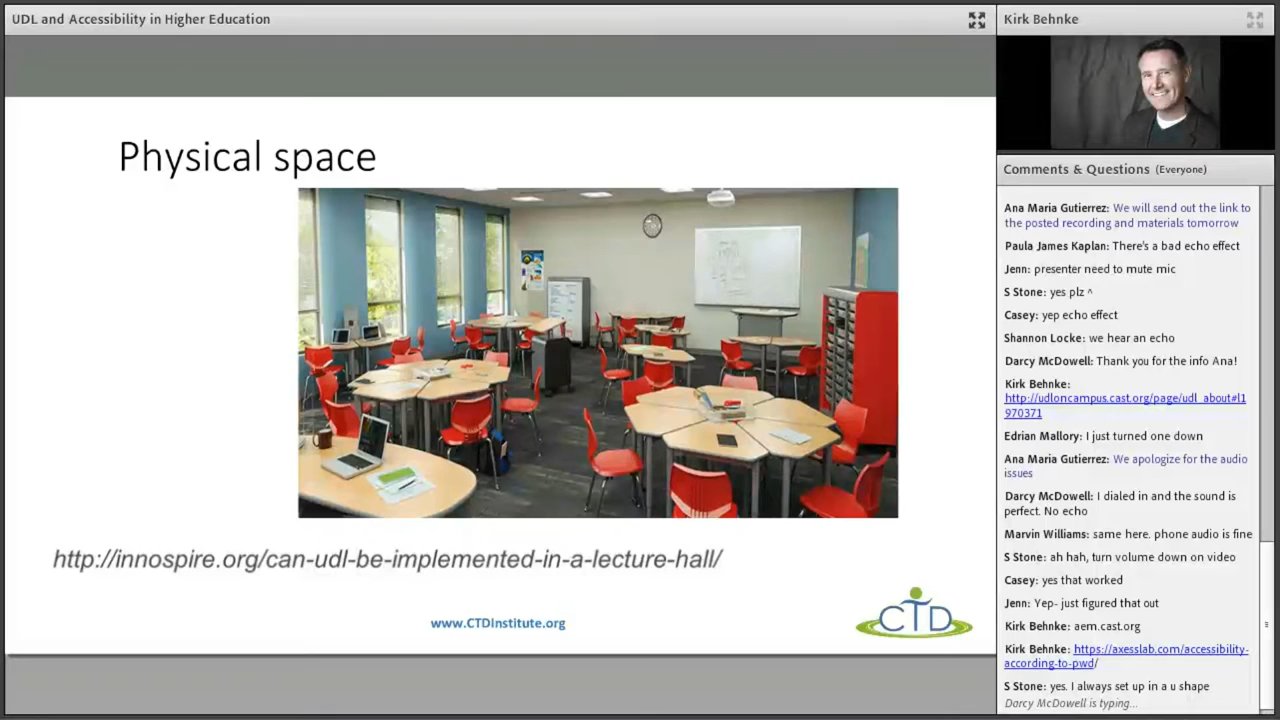 UDL and Accessibility in Higher Education
Physical space
http://innospire.org/can-udl-be-implemented-in-a-lecture-hall/
www.CTDInstitute.org
CTD
Kirk Behnke
Comments & Questions (Everyone)
Ana Maria Gutierrez: We will send out the link to
the posted recording and materials tomorrow
Paula James Kaplan: There's a bad echo effect
Jenn: presenter need to mute mic
S Stone: yes plz ^
Casey: yep echo effect
Shannon Locke: we hear an echo
Darcy McDowell: Thank you for the info Ana!
Kirk Behnke:
http://udloncampus.cast.org/page/udl_about#l1
970371
Edrian Mallory: I just turned one down
Ana Maria Gutierrez: We apologize for the audio
issues
Darcy McDowell: I dialed in and the sound is
perfect. No echo
Marvin Williams: same here. phone audio is fine
S Stone: ah hah, turn volume down on video
Casey: yes that worked
Jenn: Yep- just figured that out
Kirk Behnke: aem.cast.org
Kirk Behnke: https://axesslab.com/accessibility-
according-to-pwd/
S Stone: yes. I always set up in a u shape
Darcy McDowell is typing...